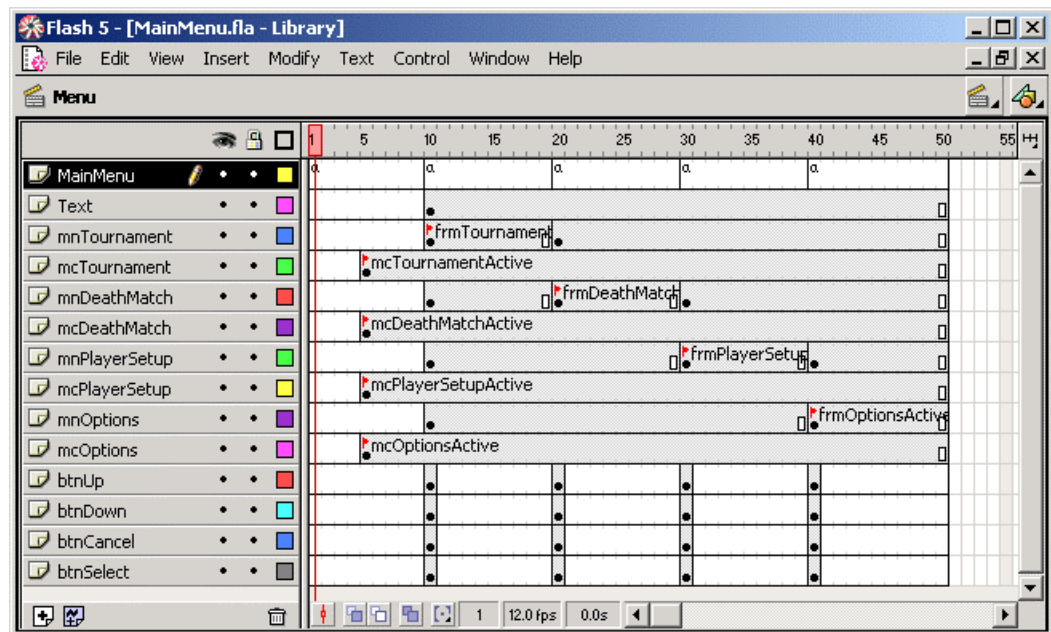 Flash 5 - [MainMenu.fla - Library]
File Edit View Insert Modify Text Control Window Help
Menu
1 5 10 15 20 25 30 35 40 45 50 55
MainMenu a a a a a
Text
mnTournament frmTournament
mcTournament mcTournamentActive
mnDeathMatch frmDeathMatch
mcDeathMatch mcDeathMatchActive
mnPlayerSetup frmPlayerSetup
mcPlayerSetup mcPlayerSetupActive
mnOptions frmOptionsActive
mcOptions mcOptionsActive
btnUp
btnDown
btnCancel
btnSelect
1 12.0 fps 0.0s